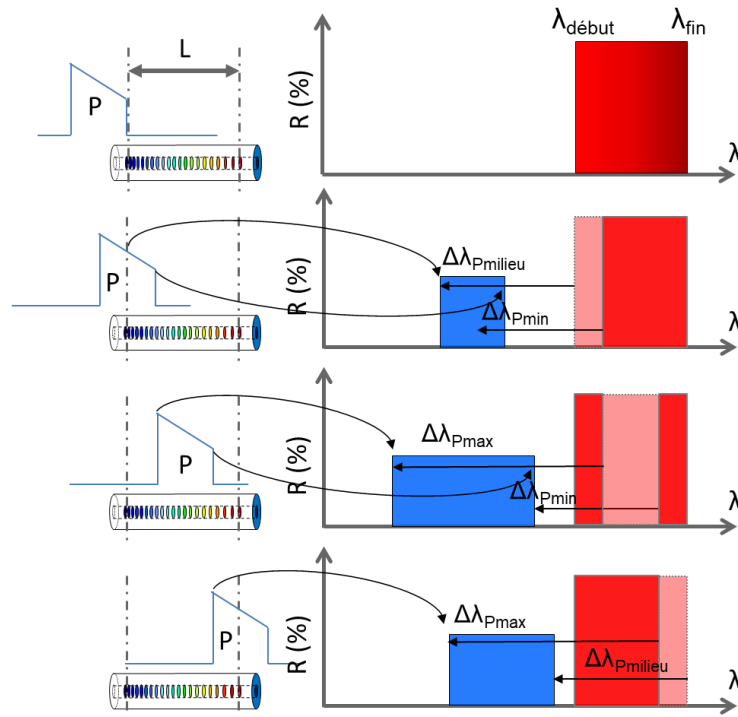 L
P
R (%)
λdébut
λfin
λ
P
R (%)
ΔλPmilieu
ΔλPmin
λ
P
R (%)
ΔλPmax
ΔλPmin
λ
P
R (%)
ΔλPmax
ΔλPmilieu
λ